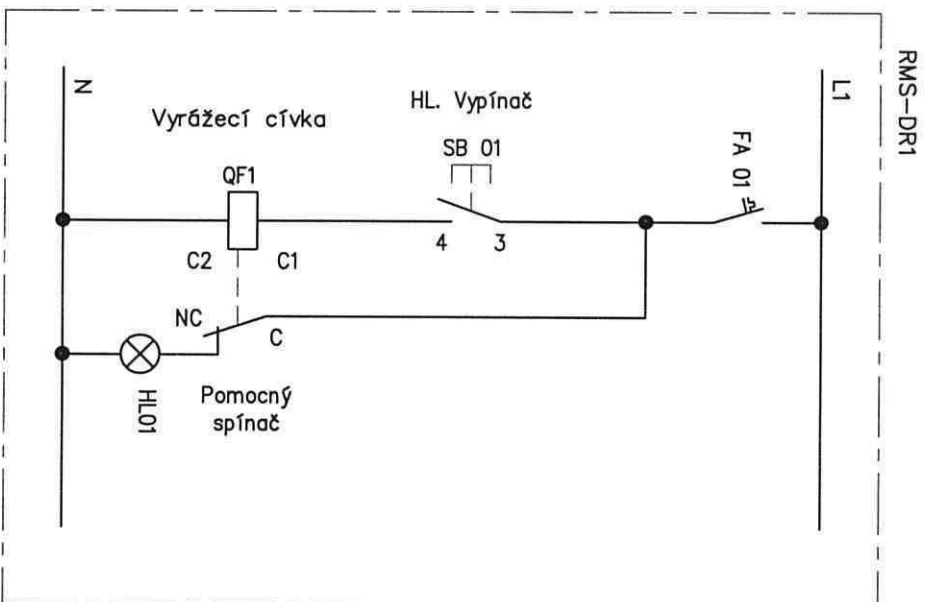 RMS-DR1
N
L1
Vyrážecí cívka
HL. Vypínač
SB 01
FA 01
QF1
4
3
C2
C1
NC
C
HL01
Pomocný
spínač